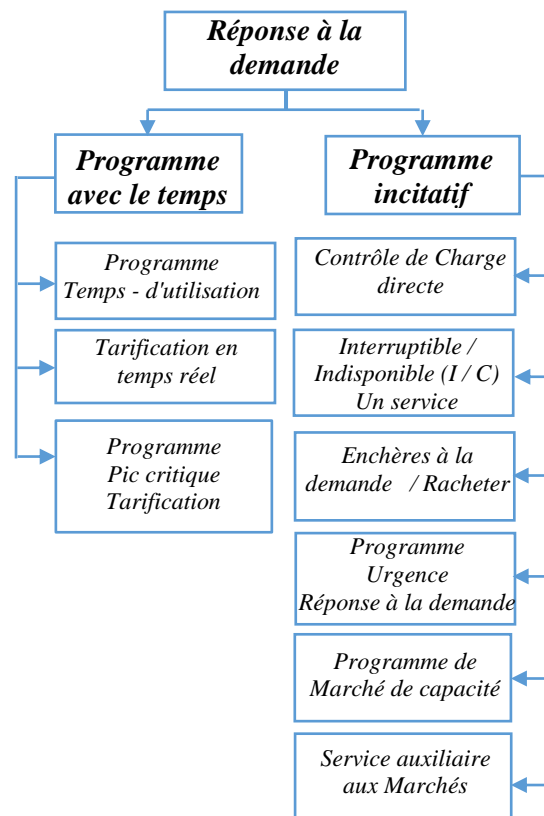 Réponse à la
demande
Programme
avec le temps
Programme
incitatif
Programme
Temps - d'utilisation
Tarification en
temps réel
Programme
Pic critique
Tarification
Contrôle de Charge
directe
Interruptible /
Indisponible (I / C)
Un service
Enchères à la
demande / Racheter
Programme
Urgence
Réponse à la demande
Programme de
Marché de capacité
Service auxiliaire
aux Marchés